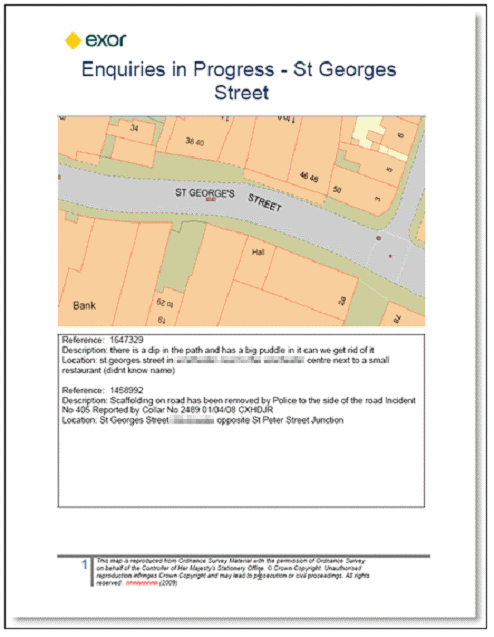 exor
Enquiries in Progress - St Georges
Street
34
38 40
46 48
50
3
5
6
ST GEORGE'S
STREET
Hall
Bank
61
Reference: 1647329
Description: there is a dip in the path and has a big puddle in it can we get rid of it
Location: st.georges street in centre next to a small
restaurant (didnt know name)
Reference: 1458992
Description: Scaffolding on road has been removed by Police to the side of the road Incident
No 405 Reported by Collar No 2489 01/04/08 CXHDJR
Location: St Georges Street opposite St Peter Street Junction
1
This map is reproduced from Ordnance Survey Material with the permission of Ordnance Survey
on behalf of the Controller of Her Majesty's Stationery Office. © Crown Copyright. Unauthorised
reproduction infringes Crown Copyright and may lead to prosecution or civil proceedings. All rights
reserved. (2008)